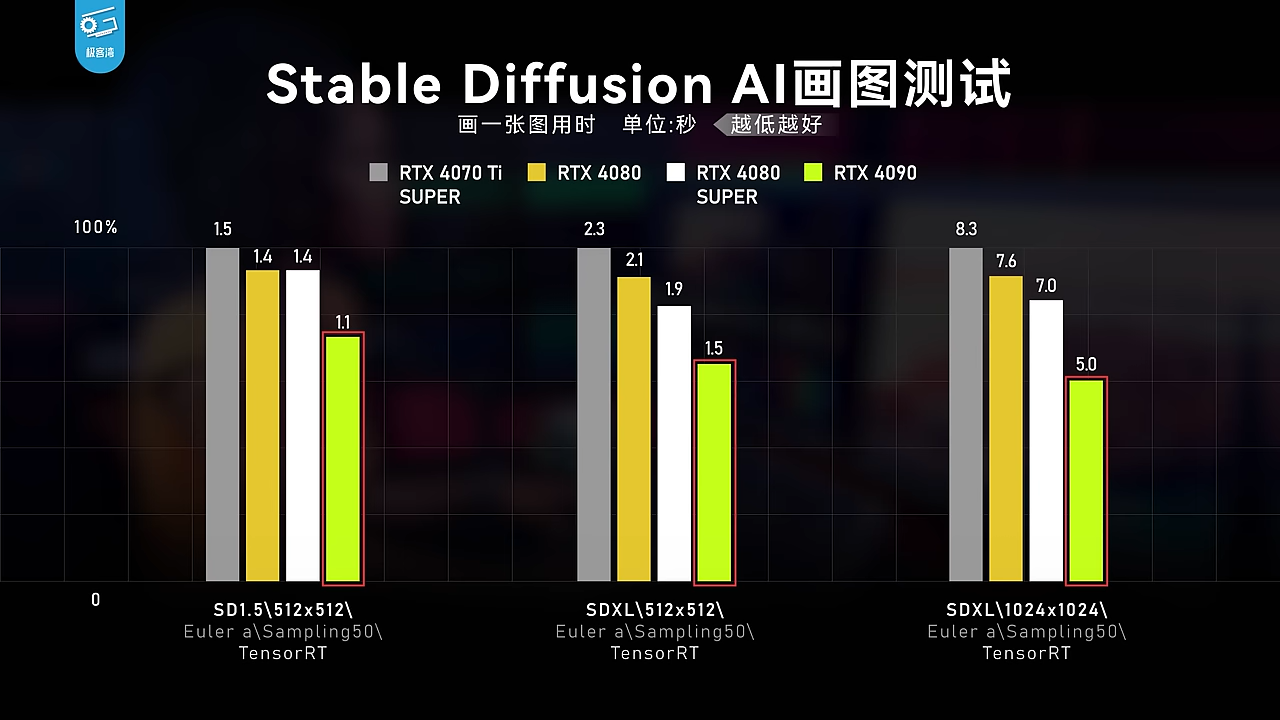 极客湾
Stable Diffusion AI画图测试
画一张图用时 单位:秒 越低越好
RTX 4070 Ti SUPER
RTX 4080
RTX 4080 SUPER
RTX 4090
100%
1.5
1.4
1.4
1.1
2.3
2.1
1.9
1.5
8.3
7.6
7.0
5.0
0
SD1.5\512x512\
Euler a\Sampling50\
TensorRT
SDXL\512x512\
Euler a\Sampling50\
TensorRT
SDXL\1024x1024\
Euler a\Sampling50\
TensorRT